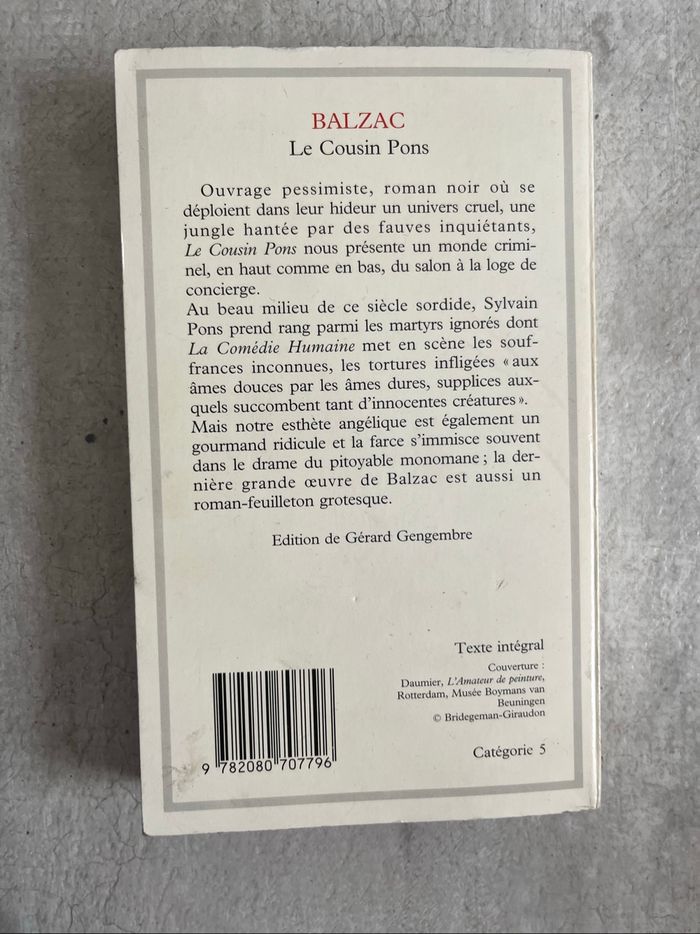 BALZAC
Le Cousin Pons
Ouvrage pessimiste, roman noir où se
déploient dans leur hideur un univers cruel, une
jungle hantée par des fauves inquiétants,
Le Cousin Pons nous présente un monde crimi-
nel, en haut comme en bas, du salon à la loge de
concierge.
Au beau milieu de ce siècle sordide, Sylvain
Pons prend rang parmi les martyrs ignorés dont
La Comédie Humaine met en scène les souf-
frances inconnues, les tortures infligées « aux
âmes douces par les âmes dures, supplices aux-
quels succombent tant d'innocentes créatures ».
Mais notre esthète angélique est également un
gourmand ridicule et la farce s'immisce souvent
dans le drame du pitoyable monomane ; la der-
nière grande œuvre de Balzac est aussi un
roman-feuilleton grotesque.
Edition de Gérard Gengembre
Texte intégral
Couverture :
Daumier, L'Amateur de peinture,
Rotterdam, Musée Boymans van
Beuningen
© Bridegeman-Giraudon
9 782080 707796
Catégorie 5